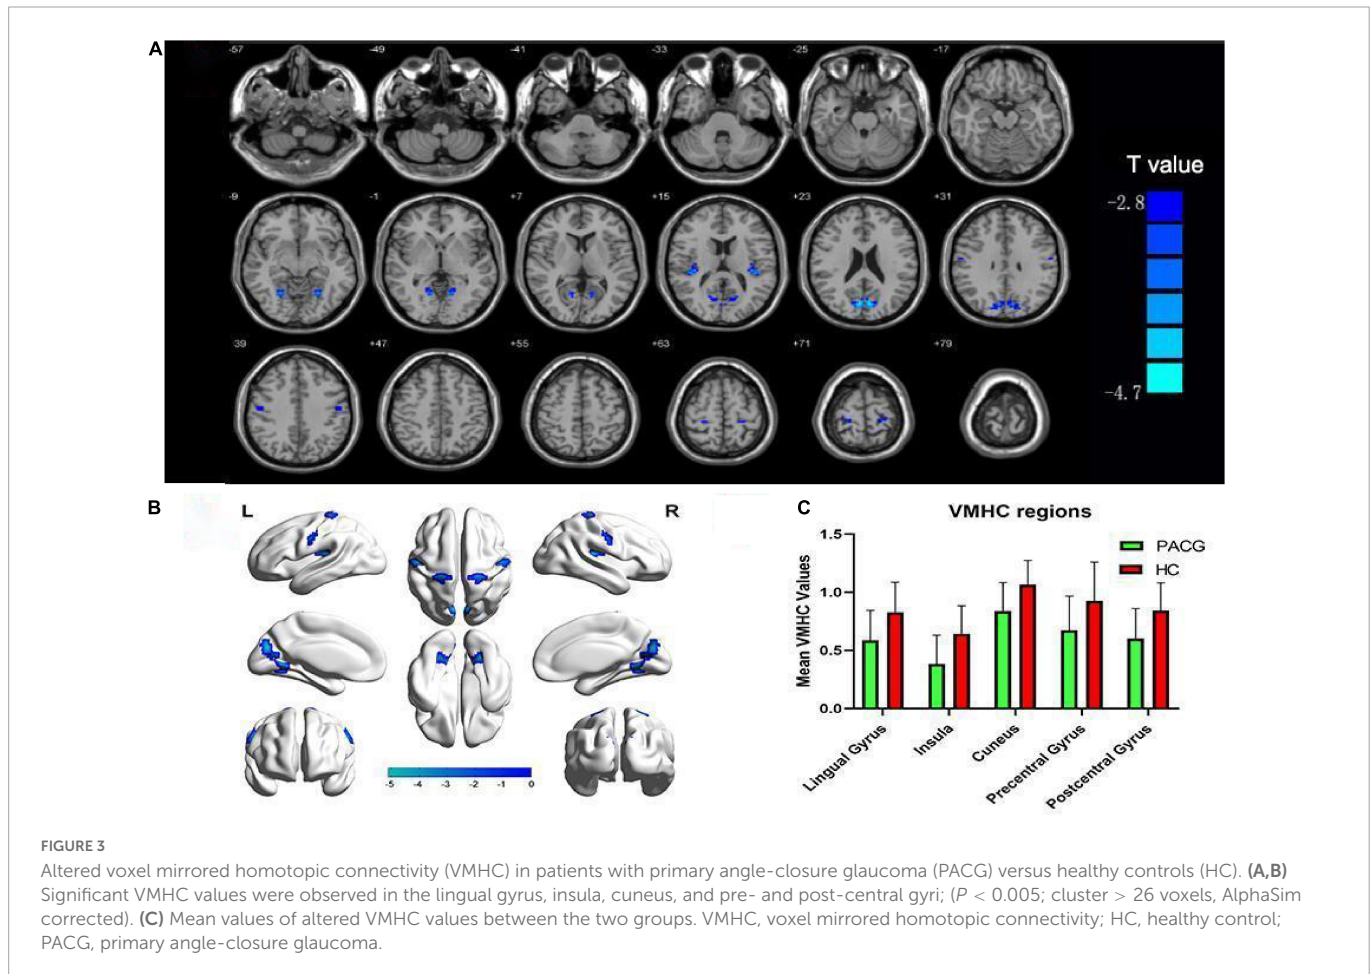 A
-57 -49 -41 -33 -25 -17
T value
-9 -1 +7 +15 +23 +31
-2.8
39 +47 +55 +63 +71 +79
-4.7
B
L R
-5 -4 -3 -2 -1 0
C
VMHC regions
Mean VMHC Values
1.5
1.0
0.5
0.0
PACG
HC
Lingual Gyrus
Insula
Cuneus
Precentral Gyrus
Postcentral Gyrus
FIGURE 3
Altered voxel mirrored homotopic connectivity (VMHC) in patients with primary angle-closure glaucoma (PACG) versus healthy controls (HC). (A,B)
Significant VMHC values were observed in the lingual gyrus, insula, cuneus, and pre- and post-central gyri; (P < 0.005; cluster > 26 voxels, AlphaSim
corrected). (C) Mean values of altered VMHC values between the two groups. VMHC, voxel mirrored homotopic connectivity; HC, healthy control;
PACG, primary angle-closure glaucoma.